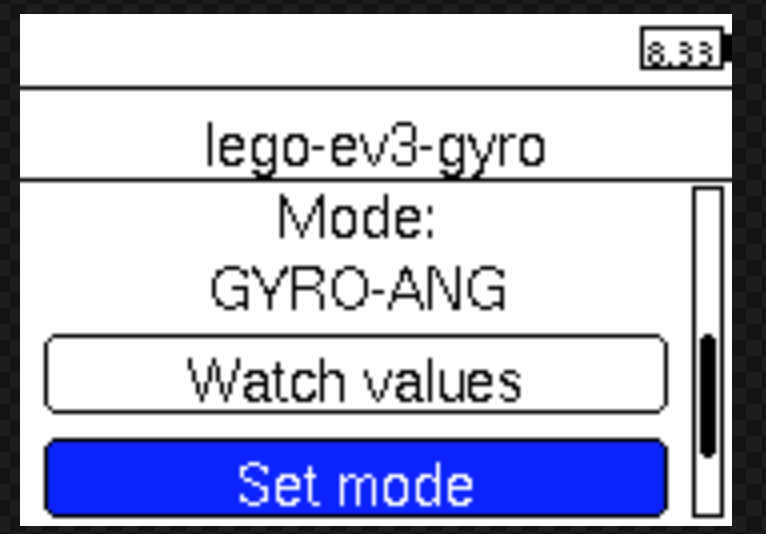 8.33
lego-ev3-gyro
Mode:
GYRO-ANG
Watch values
Set mode